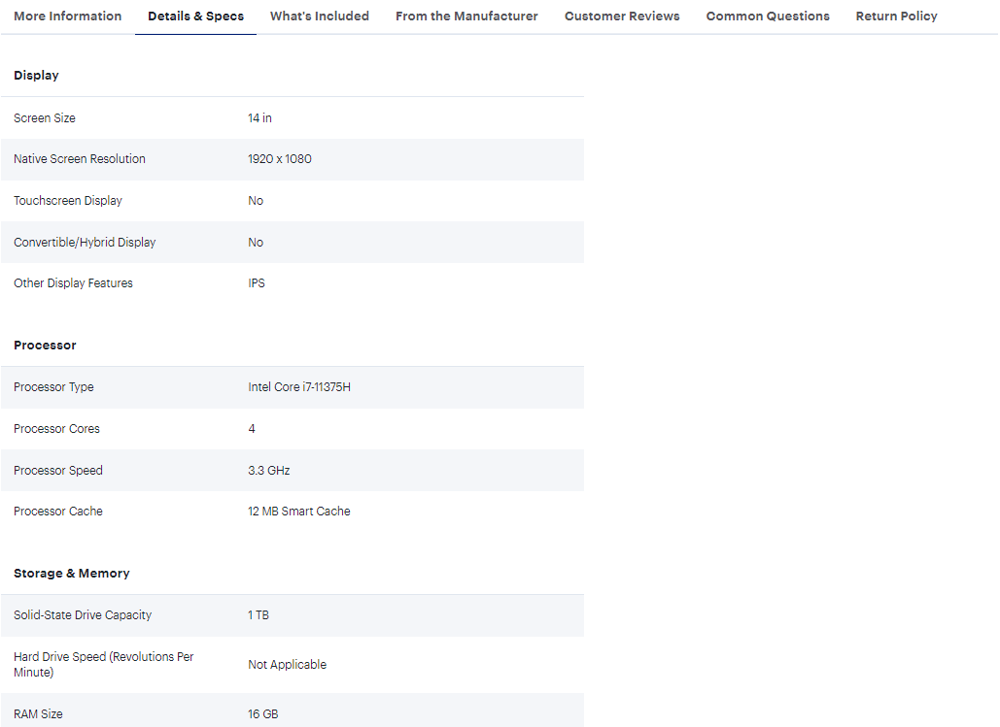 More Information Details & Specs What's Included From the Manufacturer Customer Reviews Common Questions Return Policy
Display
Screen Size 14 in
Native Screen Resolution 1920 x 1080
Touchscreen Display No
Convertible/Hybrid Display No
Other Display Features IPS
Processor
Processor Type Intel Core i7-11375H
Processor Cores 4
Processor Speed 3.3 GHz
Processor Cache 12 MB Smart Cache
Storage & Memory
Solid-State Drive Capacity 1 TB
Hard Drive Speed (Revolutions Per
Minute) Not Applicable
RAM Size 16 GB